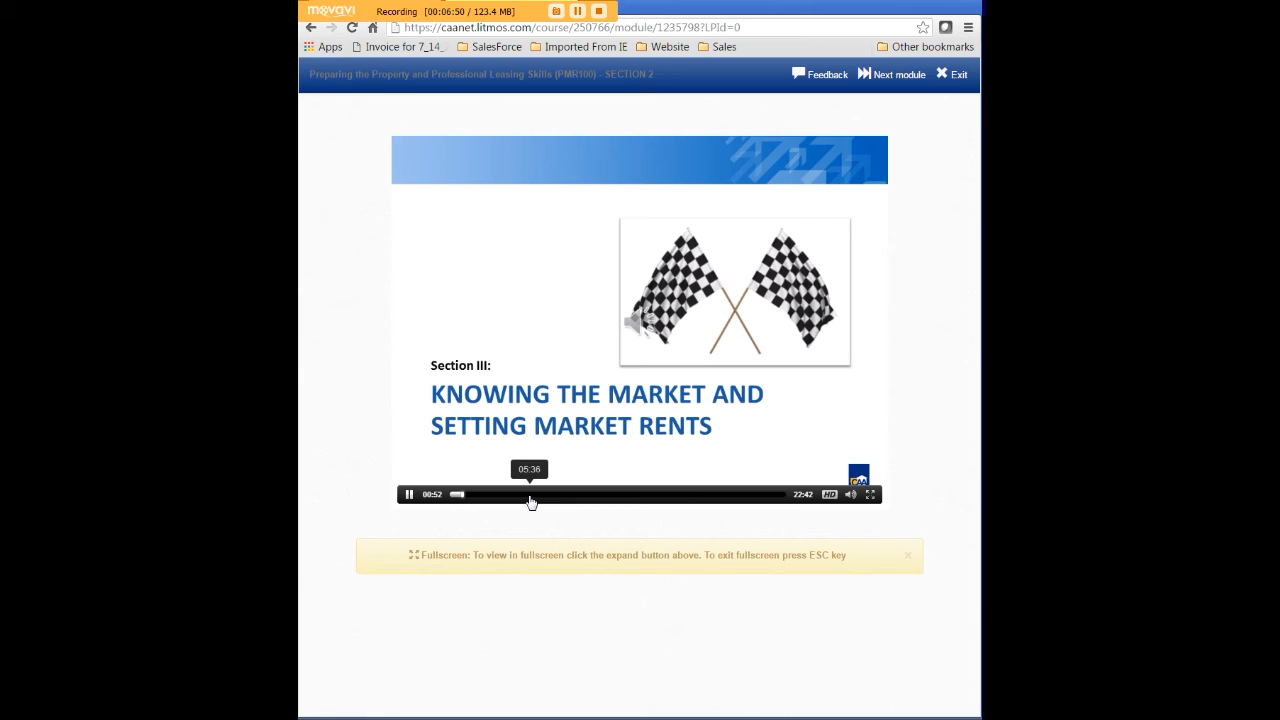 movavi Recording [00:06:50 / 123.4 MB]
https://caanet.litmos.com/course/250766/module/1235798?LPId=0
Apps Invoice for 7_14_ SalesForce Imported From IE Website Sales Other bookmarks
Preparing the Property and Professional Leasing Skills (PMR100) - SECTION 2 Feedback Next module Exit
Section III:
KNOWING THE MARKET AND
SETTING MARKET RENTS
CAA
05:36
00:52 22:42 HD
Fullscreen: To view in fullscreen click the expand button above. To exit fullscreen press ESC key